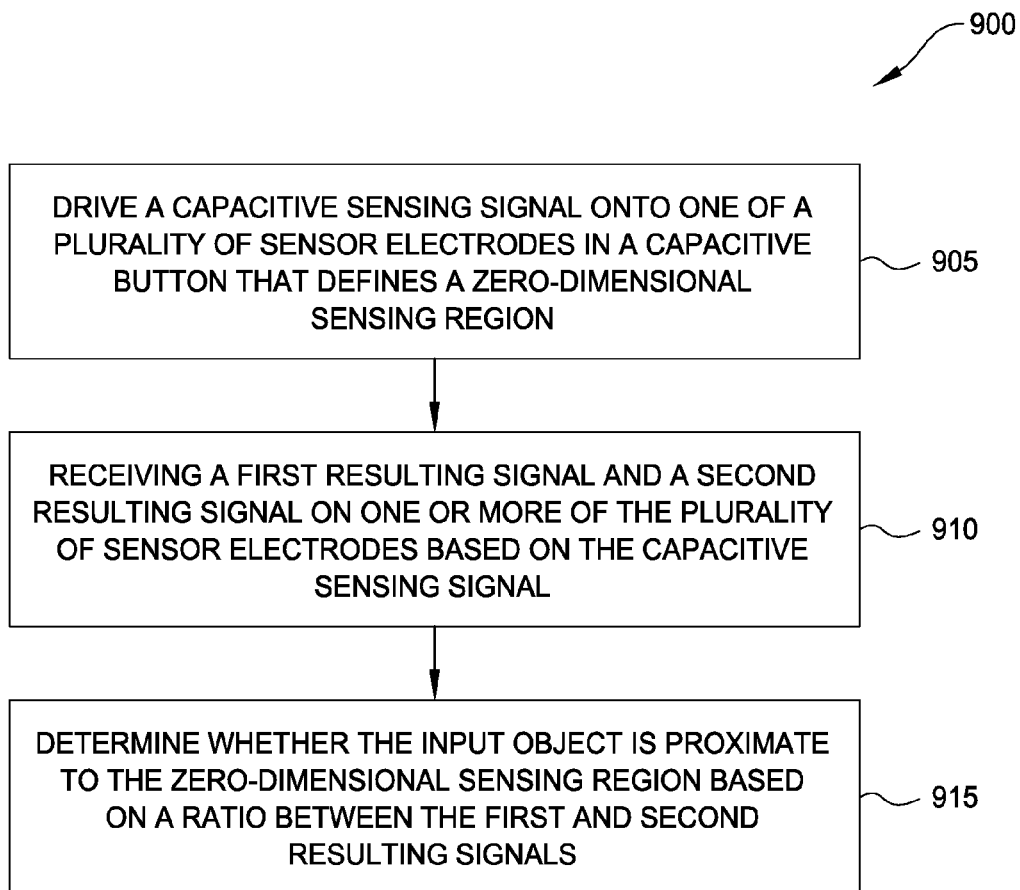 900
DRIVE A CAPACITIVE SENSING SIGNAL ONTO ONE OF A
PLURALITY OF SENSOR ELECTRODES IN A CAPACITIVE
BUTTON THAT DEFINES A ZERO-DIMENSIONAL
SENSING REGION
905
RECEIVING A FIRST RESULTING SIGNAL AND A SECOND
RESULTING SIGNAL ON ONE OR MORE OF THE PLURALITY
OF SENSOR ELECTRODES BASED ON THE CAPACITIVE
SENSING SIGNAL
910
DETERMINE WHETHER THE INPUT OBJECT IS PROXIMATE
TO THE ZERO-DIMENSIONAL SENSING REGION BASED
ON A RATIO BETWEEN THE FIRST AND SECOND
RESULTING SIGNALS
915